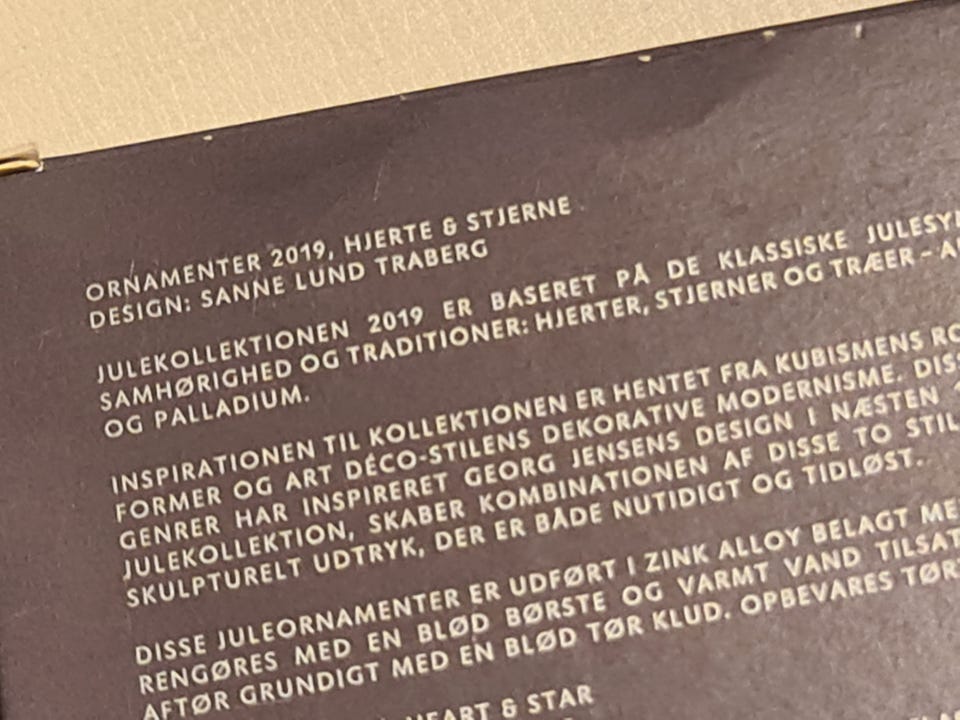 ORNAMENTER 2019, HJERTE & STJERNE
DESIGN: SANNE LUND TRABERG
JULEKOLLEKTIONEN 2019 ER BASERET PÅ DE KLASSISKE
SAMHØRIGHED OG TRADITIONER: HJERTER, STJERNER OG TRÆER –
OG PALLADIUM.
INSPIRATIONEN TIL KOLLEKTIONEN ER HENTET FRA KUBISMENS
FORMER OG ART DÉCO-STILENS DEKORATIVE MODERNISME.
GENRER HAR INSPIRERET GEORG JENSENS DESIGN I NÆSTEN
JULEKOLLEKTION, SKABER KOMBINATIONEN AF DISSE TO
SKULPTURELT UDTRYK, DER ER BÅDE NUTIDIGT OG TIDLØST.
DISSE JULEORNAMENTER ER UDFØRT I ZINK ALLOY BELAGT
RENGØRES MED EN BLØD BØRSTE OG VARMT VAND
AFTØR GRUNDIGT MED EN BLØD TØR KLUD. OPBEVARES
HEART & STAR